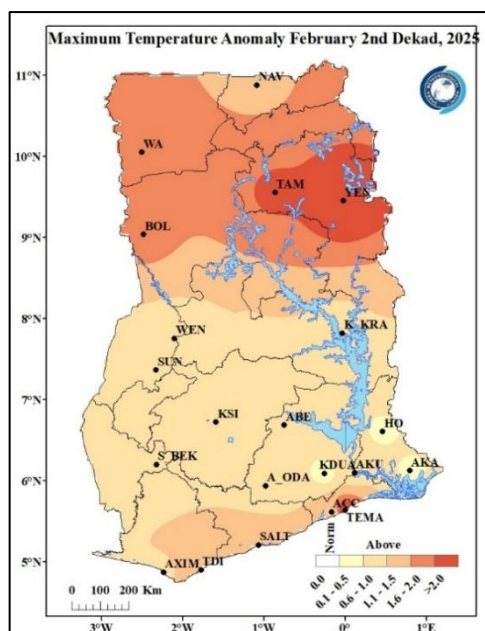 Maximum Temperature Anomaly February 2nd Dekad, 2025
11°N
NAV
10°N
WA
TAM
YEN
9°N
BOL
8°N
WEN
K_KRA
SUN
7°N
KSI
ABE
HO
6°N
S_BEK
A_ODA
KDUA
AKU
AKA
ACC
TEMA
SALT
5°N
AXIM
TDI
Norm
Above
0.0
0.1 - 0.5
0.6 - 1.0
1.1 - 1.5
1.6 - 2.0
>2.0
0 100 200 Km
3°W
2°W
1°W
0°
1°E